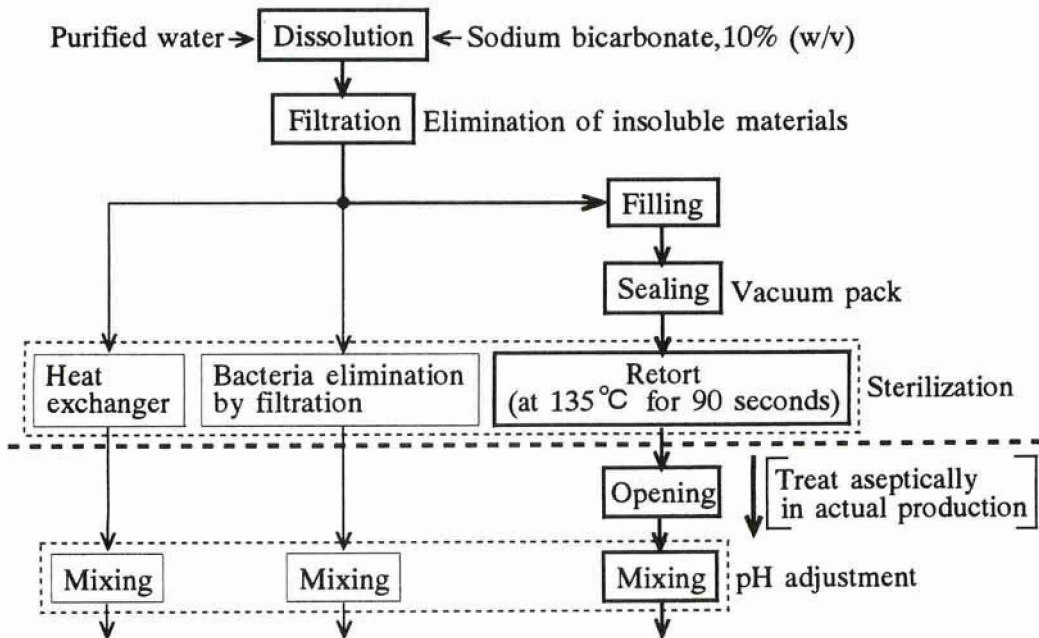 Purified water
Dissolution
Sodium bicarbonate,10% (w/v)
Filtration
Elimination of insoluble materials
Filling
Sealing
Vacuum pack
Heat
exchanger
Bacteria elimination
by filtration
Retort
(at 135℃ for 90 seconds)
Sterilization
Opening
Treat aseptically
in actual production
Mixing
Mixing
Mixing
pH adjustment